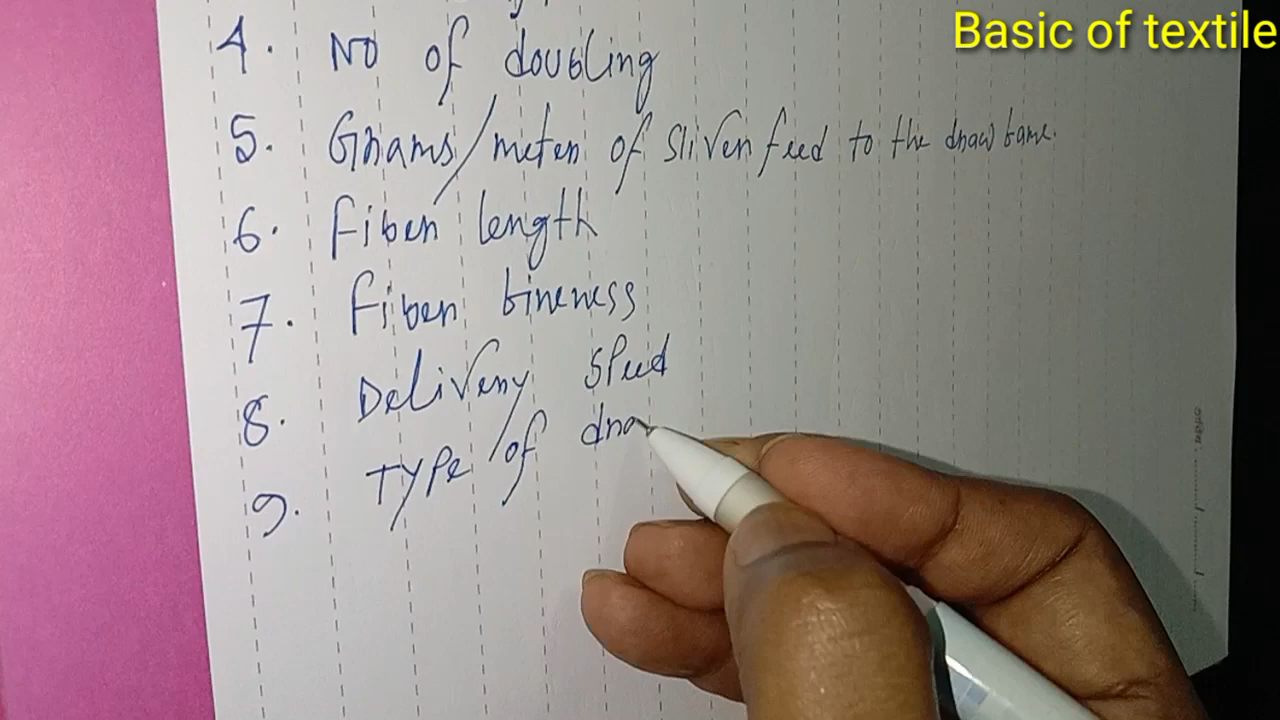 Basic of textile
4. No of doubling
5. Grams/meter of Sliver feed to the draw frame.
6. Fiber length
7. Fiber fineness
8. Delivery Speed
9. Type of dra